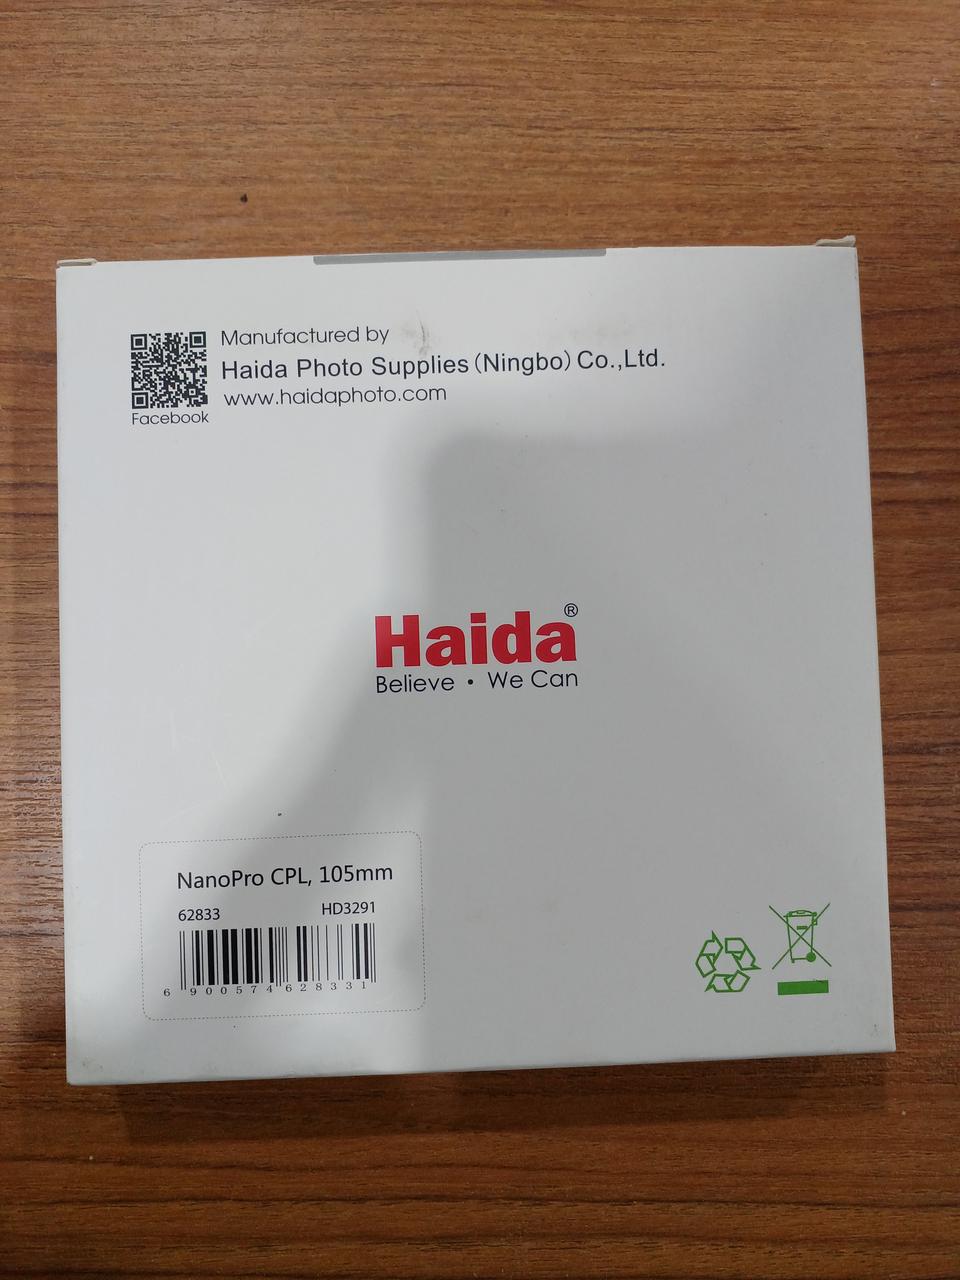 Manufactured by
Haida Photo Supplies (Ningbo) Co.,Ltd.
www.haidaphoto.com
Facebook
Haida®
Believe • We Can
NanoPro CPL, 105mm
62833 HD3291
6 900574 628331